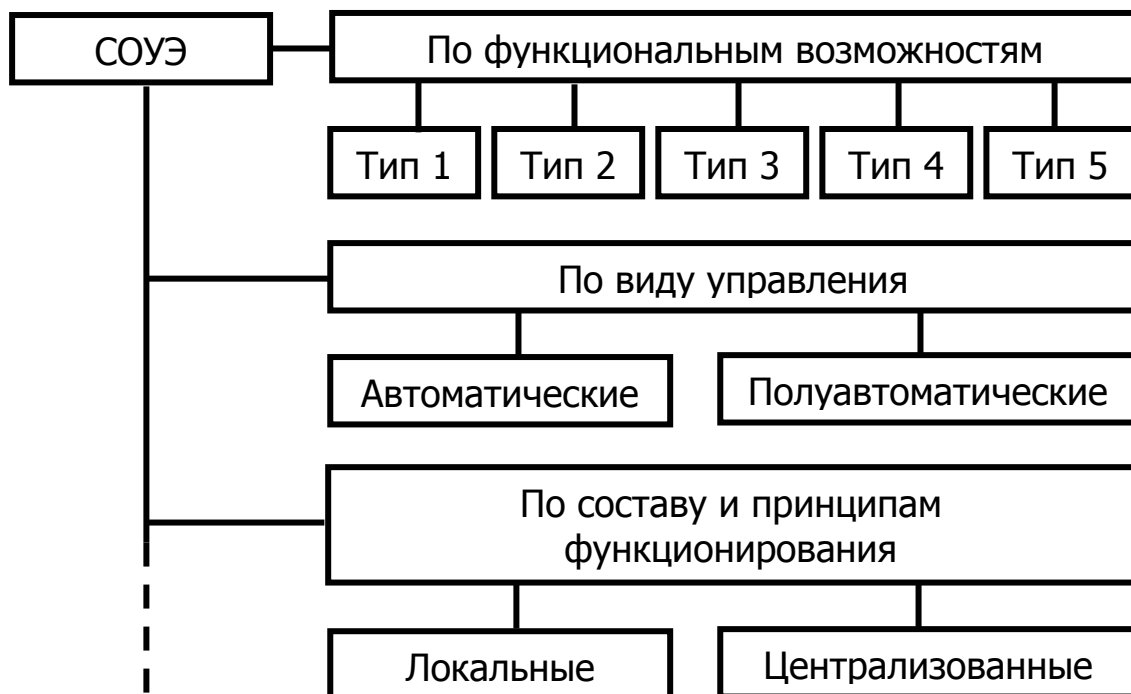 СОУЭ
По функциональным возможностям
Тип 1
Тип 2
Тип 3
Тип 4
Тип 5
По виду управления
Автоматические
Полуавтоматические
По составу и принципам
функционирования
Локальные
Централизованные